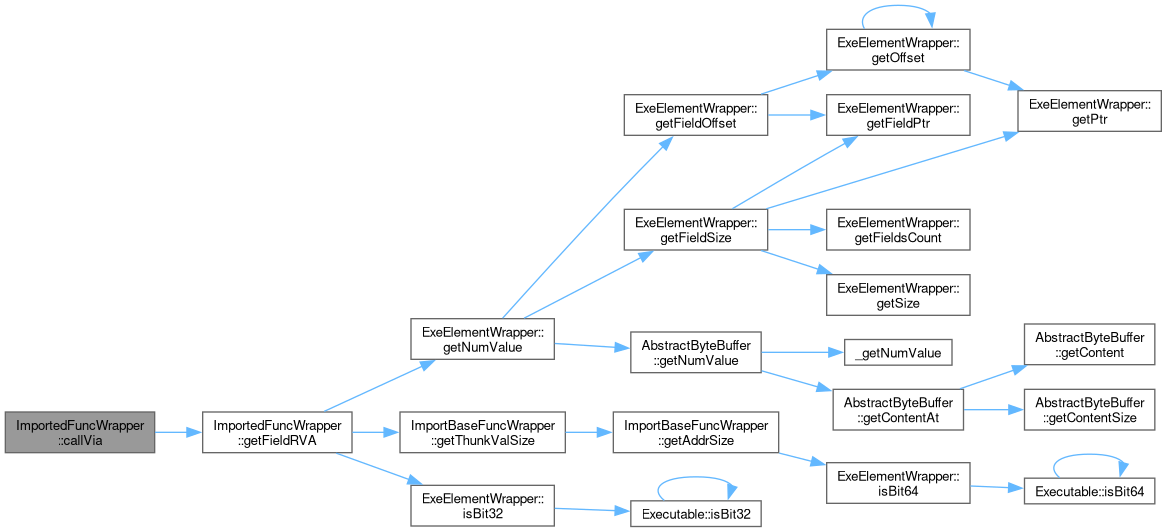 ImportedFuncWrapper
::callVia
ImportedFuncWrapper
::getFieldRVA
ExeElementWrapper::
getNumValue
ImportBaseFuncWrapper
::getThunkValSize
ExeElementWrapper::
isBit32
ExeElementWrapper::
getFieldOffset
ExeElementWrapper::
getFieldSize
AbstractByteBuffer
::getNumValue
ImportBaseFuncWrapper
::getAddrSize
Executable::isBit32
ExeElementWrapper::
getOffset
ExeElementWrapper::
getFieldPtr
ExeElementWrapper::
getFieldsCount
ExeElementWrapper::
getSize
_getNumValue
AbstractByteBuffer
::getContentAt
ExeElementWrapper::
isBit64
ExeElementWrapper::
getPtr
AbstractByteBuffer
::getContent
AbstractByteBuffer
::getContentSize
Executable::isBit64